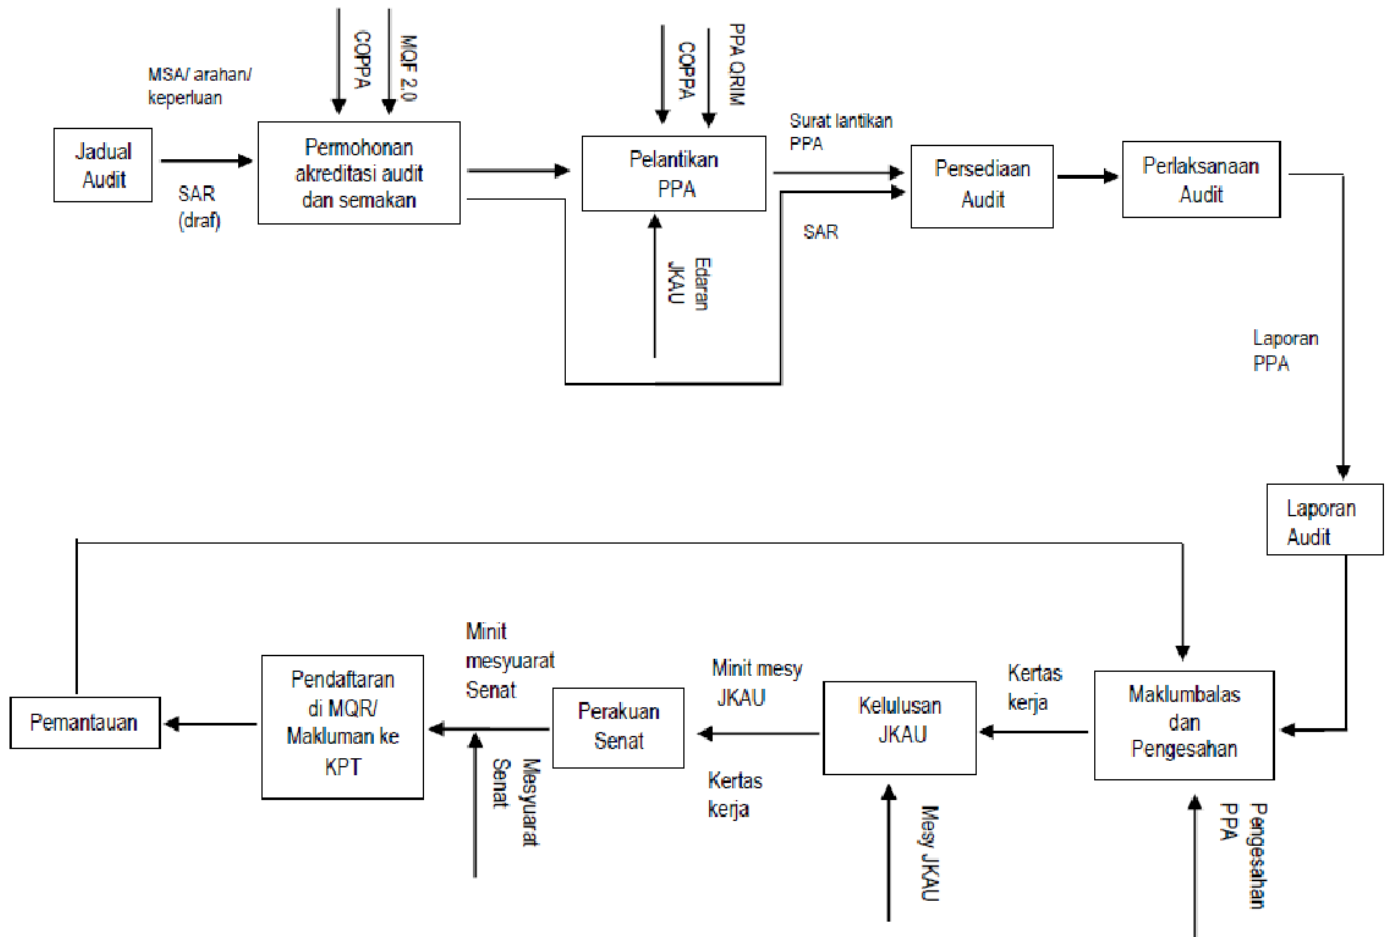 COPPA
MQF 2.0
COPPA
PPA QRIM
MSA/ arahan/
keperluan
Jadual
Audit
SAR
(draf)
Permohonan
akreditasi audit
dan semakan
Pelantikan
PPA
Surat lantikan
PPA
SAR
Persediaan
Audit
Perlaksanaan
Audit
Edaran
JKAU
Laporan
PPA
Laporan
Audit
Maklumbalas
dan
Pengesahan
Pengesahan
PPA
Kertas
kerja
Kelulusan
JKAU
Mesy JKAU
Minit mesy
JKAU
Kertas
kerja
Perakuan
Senat
Minit
mesyuarat
Senat
Mesyuarat
Senat
Pendaftaran
di MQR/
Makluman ke
KPT
Pemantauan